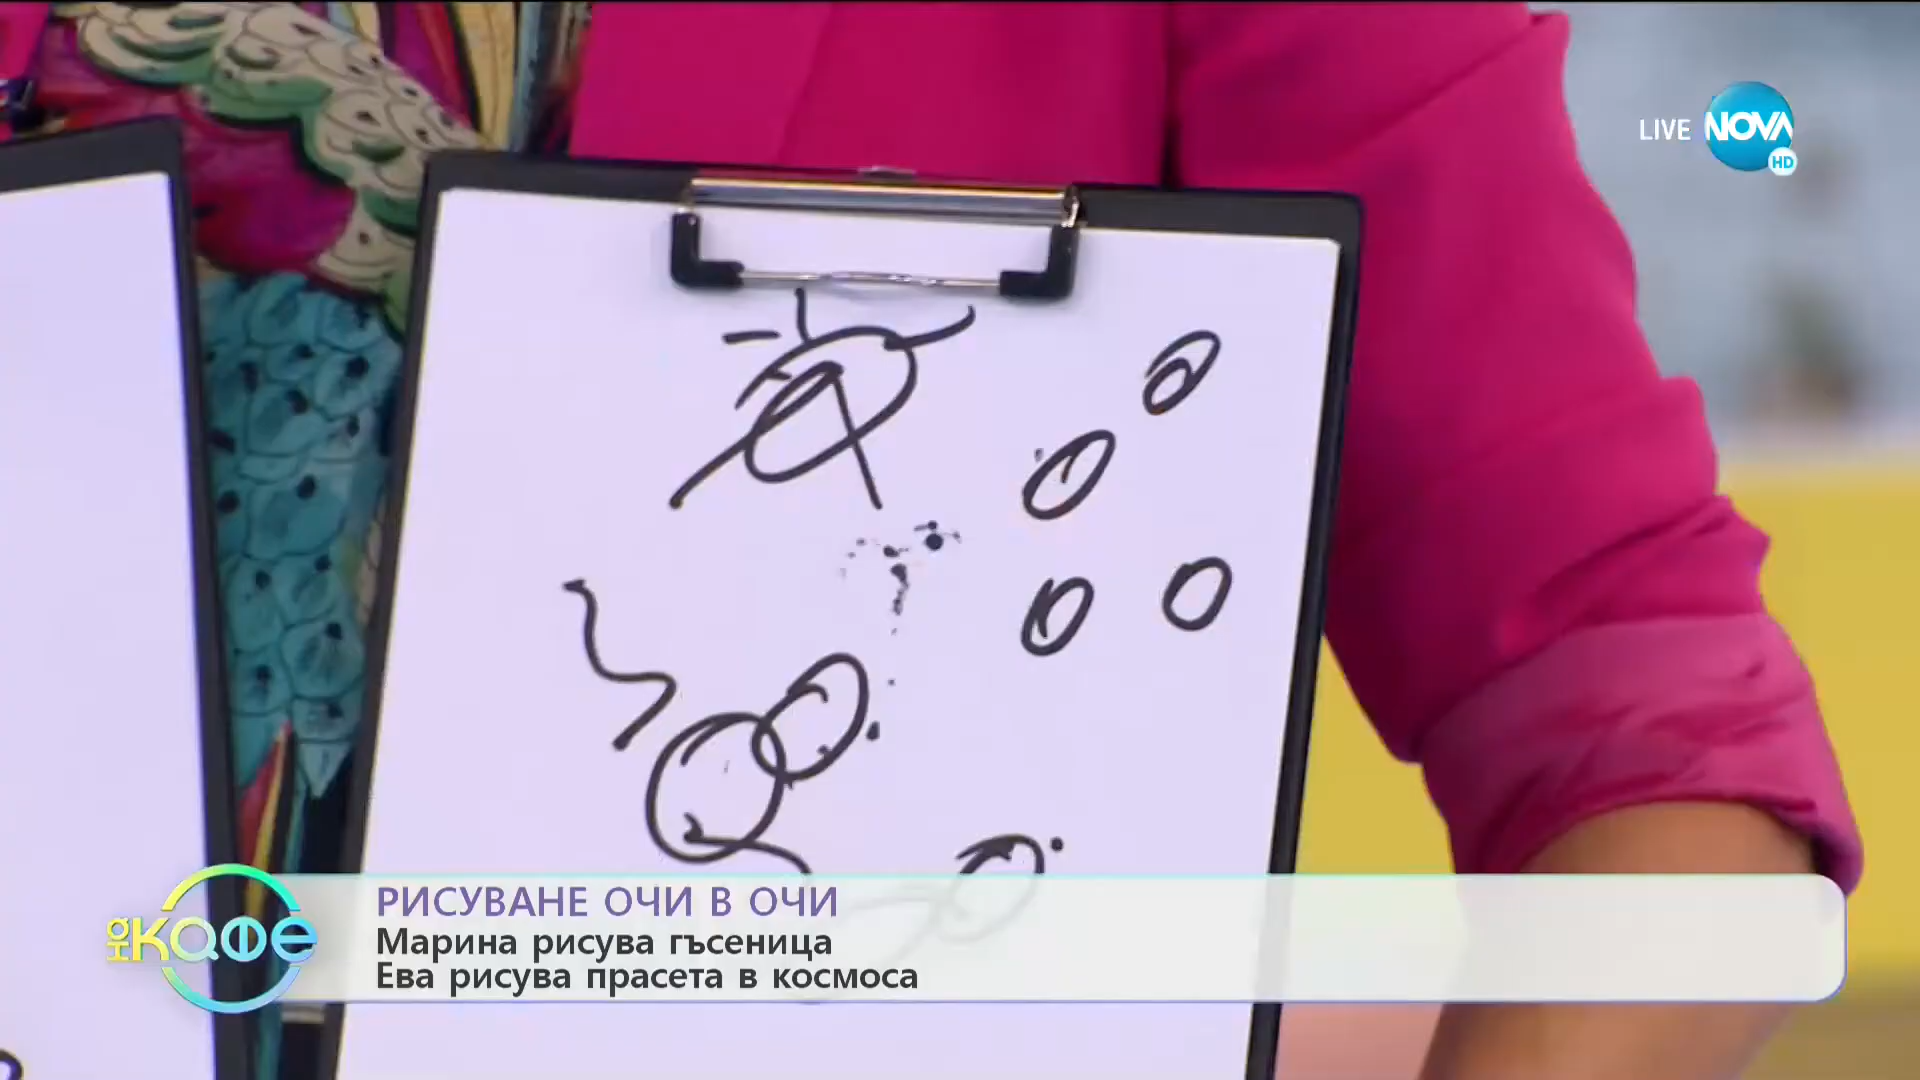 LIVE NOVA
HD
РИСУВАНЕ ОЧИ В ОЧИ
Марина рисува гъсеница
Ева рисува прасета в космоса
НА КАФЕ